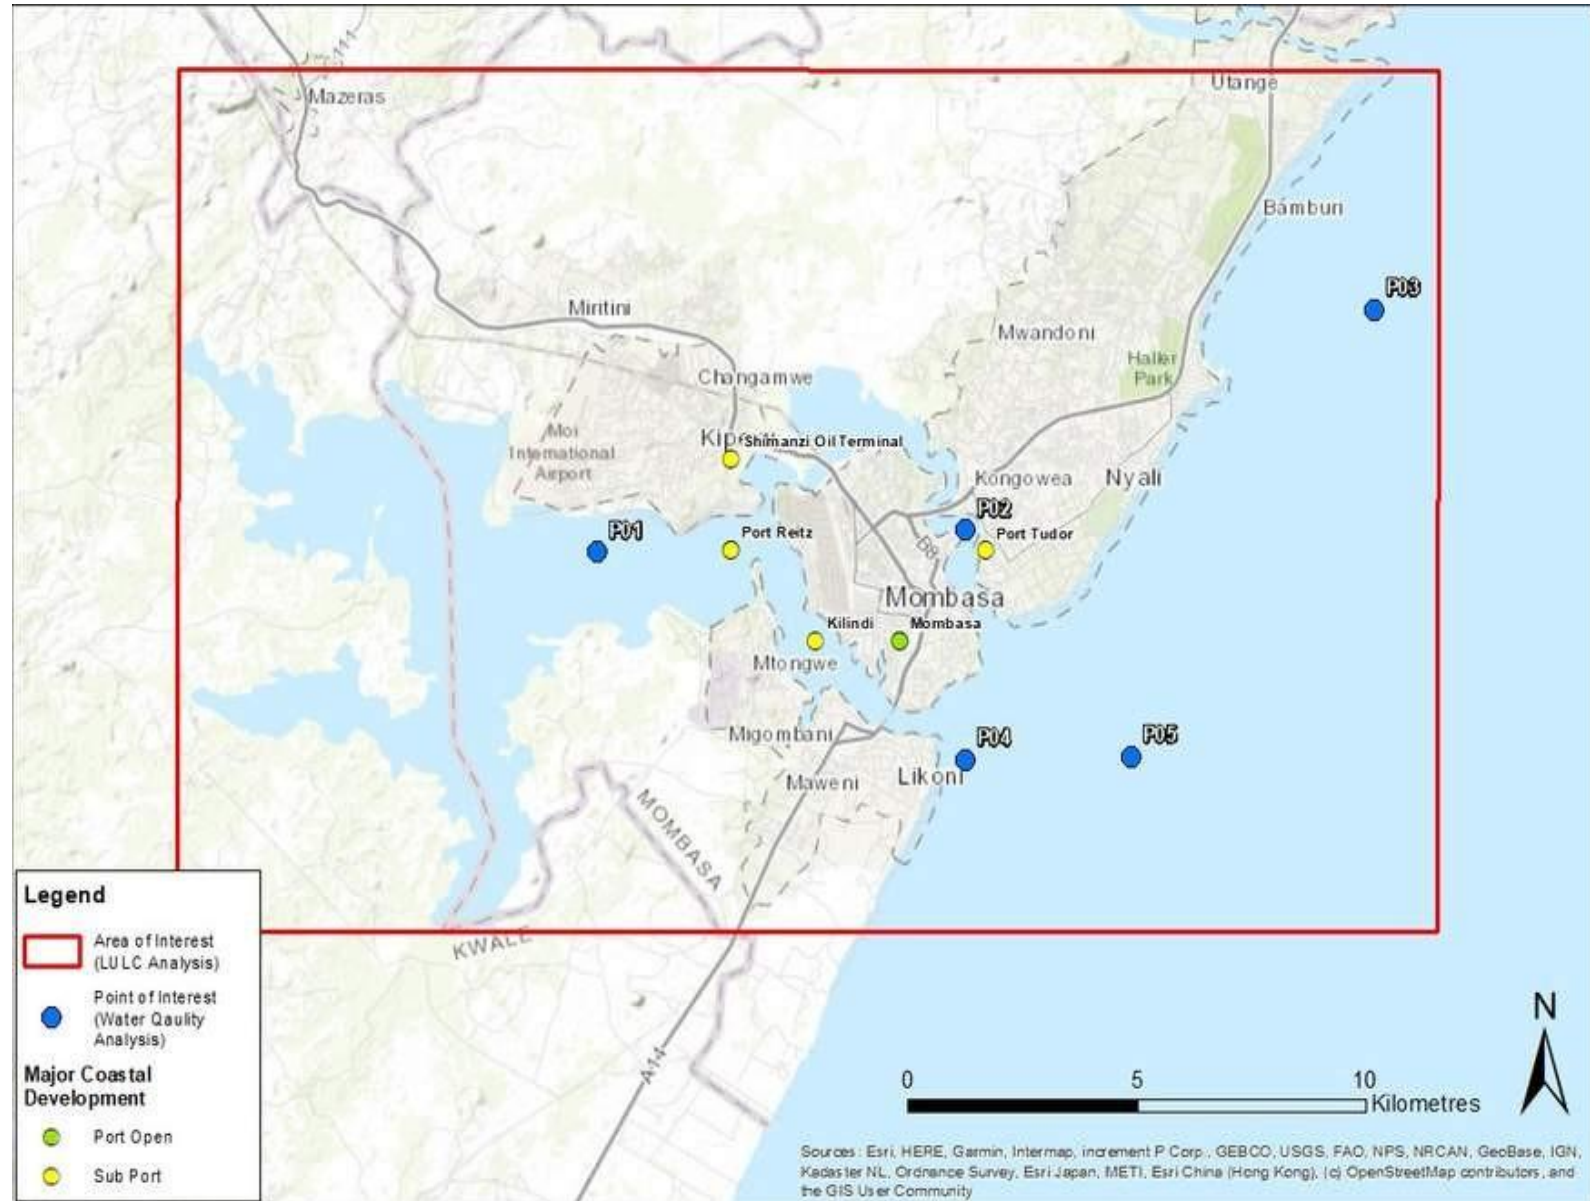 Utange
111
Mazeras
Bamburi
P03
Miritini
Mwandoni
Haller
Park
Changamwe
Shimanzi Oil Terminal
Moi
International
Airport
Kongowea
Nyali
P02
P01
Port Reitz
Port Tudor
B8
Mombasa
Kilindi
Mombasa
Mtongwe
Migombani
P04
P05
Likoni
Maweni
MOMBASA
KWALE
A14
Legend
Area of Interest
(LULC Analysis)
Point of Interest
(Water Qaulity
Analysis)
Major Coastal
Development
Port Open
Sub Port
N
0 5 10
Kilometres
Sources: Esri, HERE, Garmin, Intermap, increment P Corp., GEBCO, USGS, FAO, NPS, NRCAN, GeoBase, IGN,
Kadaster NL, Ordnance Survey, Esri Japan, METI, Esri China (Hong Kong), (c) OpenStreetMap contributors, and
the GIS User Community